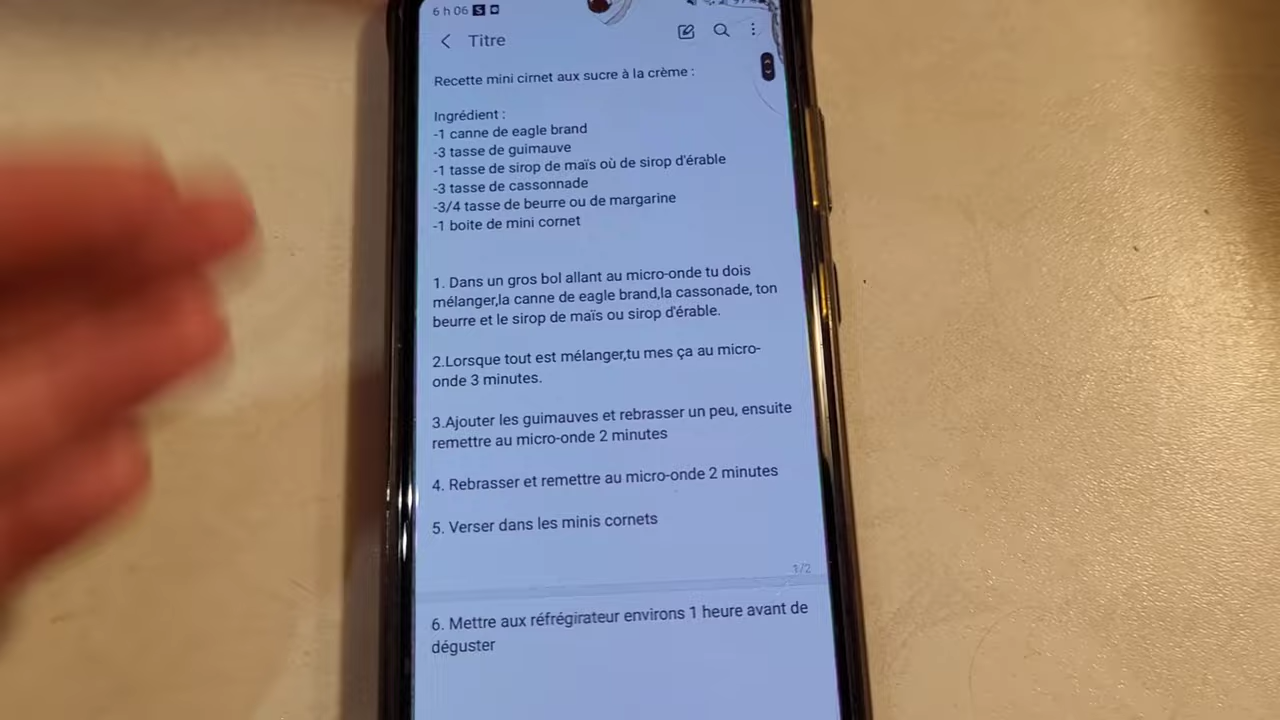 6 h 06
Titre
Recette mini cirnet aux sucre à la crème :
Ingrédient :
-1 canne de eagle brand
-3 tasse de guimauve
-1 tasse de sirop de maïs où de sirop d'érable
-3 tasse de cassonnade
-3/4 tasse de beurre ou de margarine
-1 boite de mini cornet
1. Dans un gros bol allant au micro-onde tu dois
mélanger,la canne de eagle brand,la cassonade, ton
beurre et le sirop de maïs ou sirop d'érable.
2.Lorsque tout est mélanger,tu mes ça au micro-
onde 3 minutes.
3.Ajouter les guimauves et rebrasser un peu, ensuite
remettre au micro-onde 2 minutes
4. Rebrasser et remettre au micro-onde 2 minutes
5. Verser dans les minis cornets
1/2
6. Mettre aux réfrégirateur environs 1 heure avant de
déguster